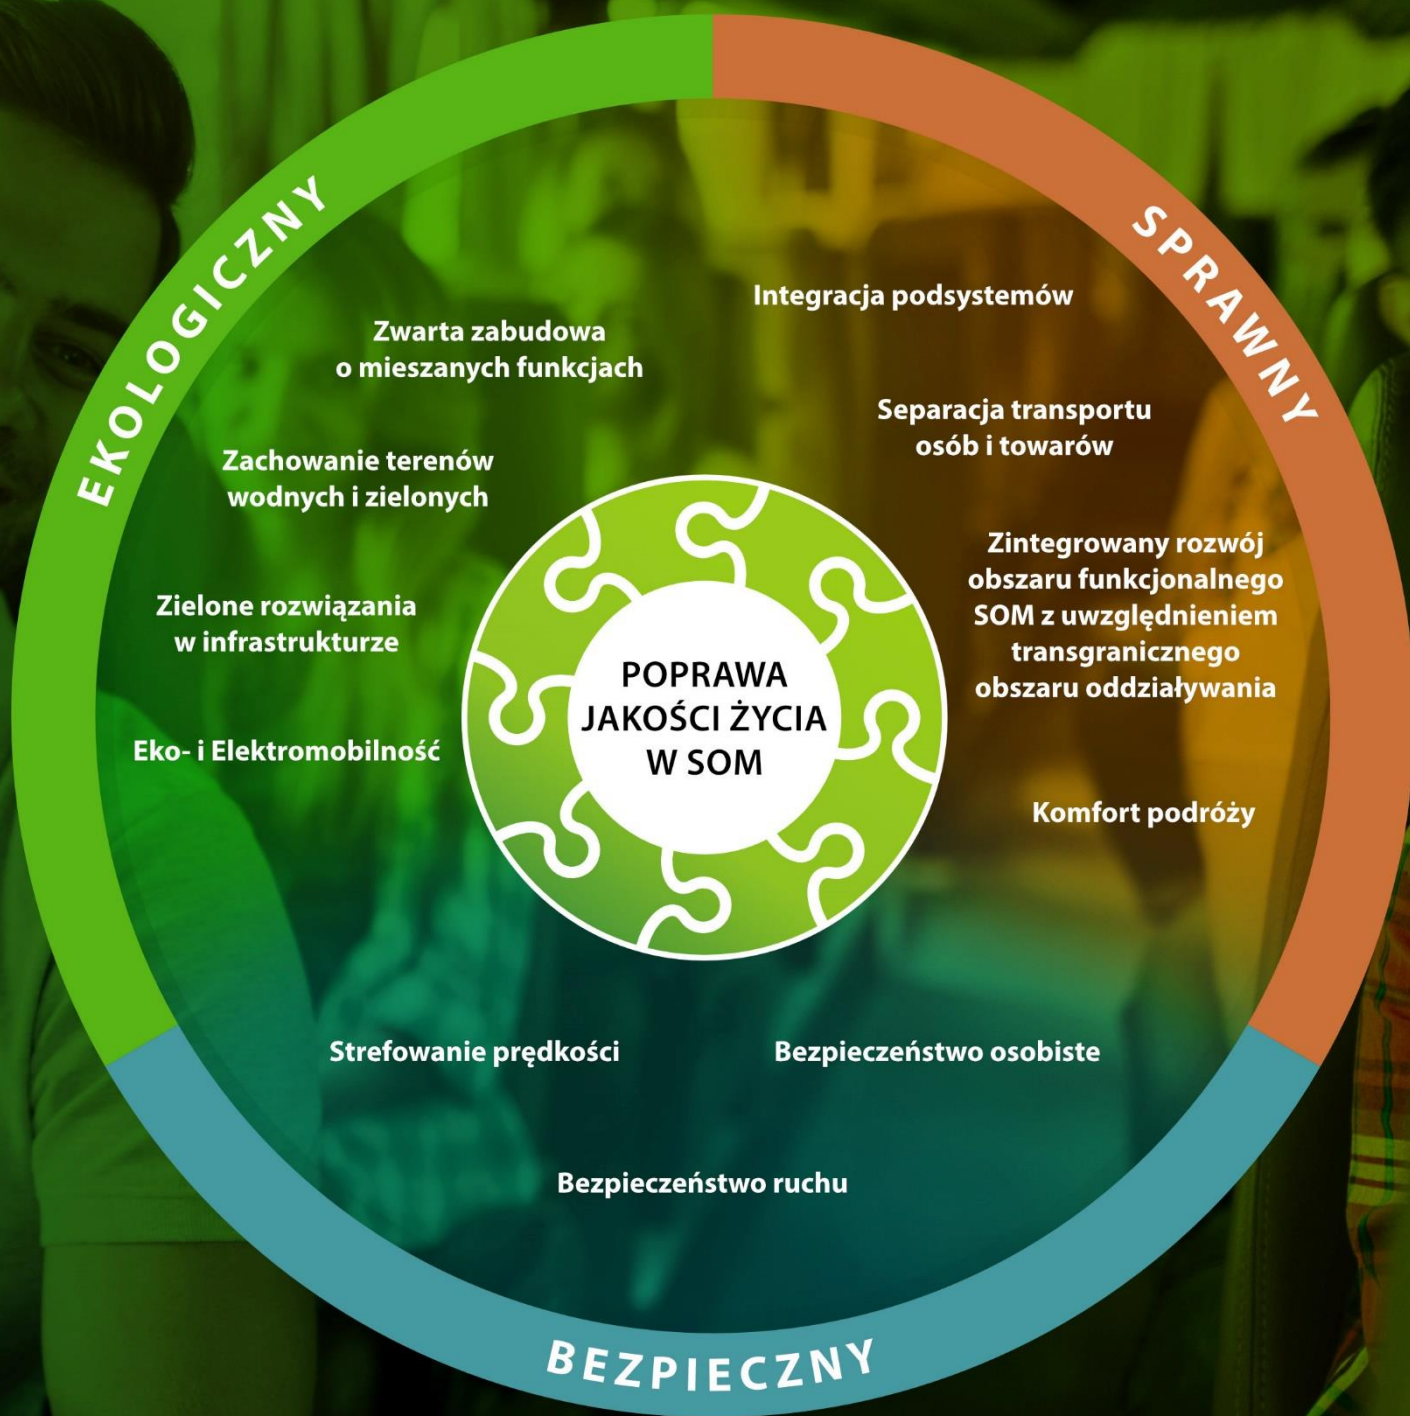 EKOLOGICZNY
Zwarta zabudowa
o mieszanych funkcjach
Zachowanie terenów
wodnych i zielonych
Zielone rozwiązania
w infrastrukturze
Eko- i Elektromobilność
SPRAWNY
Integracja podsystemów
Separacja transportu
osób i towarów
Zintegrowany rozwój
obszaru funkcjonalnego
SOM z uwzględnieniem
transgranicznego
obszaru oddziaływania
Komfort podróży
POPRAWA
JAKOŚCI ŻYCIA
W SOM
Strefowanie prędkości
Bezpieczeństwo osobiste
Bezpieczeństwo ruchu
BEZPIECZNY